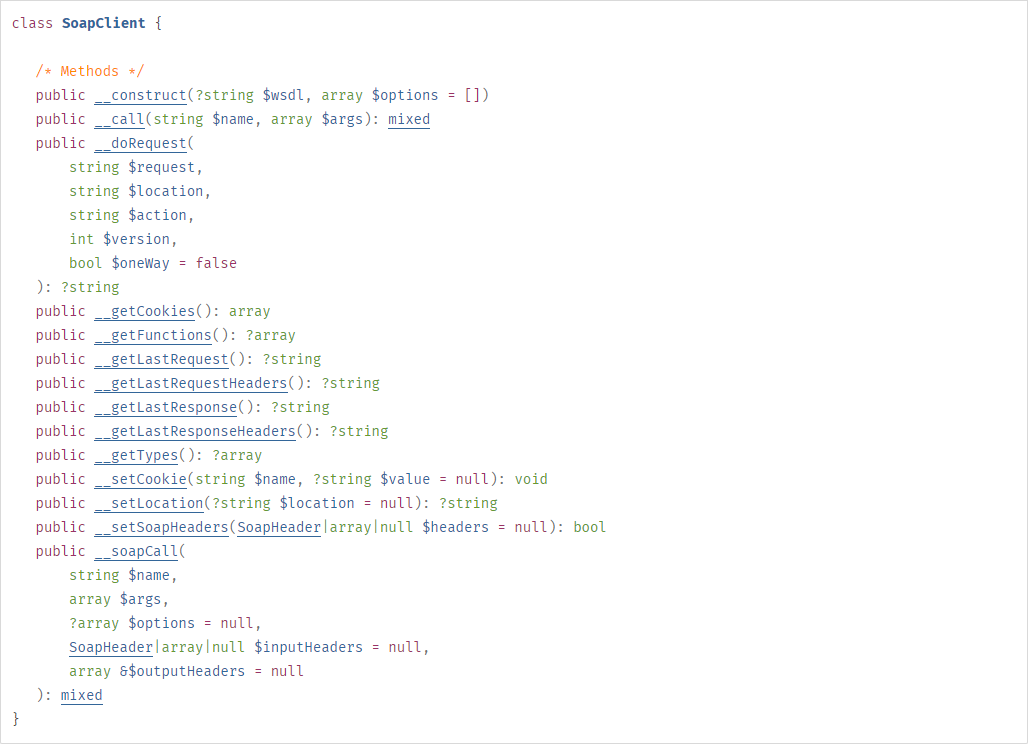 class SoapClient {
/* Methods */
public __construct(?string $wsdl, array $options = [])
public __call(string $name, array $args): mixed
public __doRequest(
string $request,
string $location,
string $action,
int $version,
bool $oneWay = false
): ?string
public __getCookies(): array
public __getFunctions(): ?array
public __getLastRequest(): ?string
public __getLastRequestHeaders(): ?string
public __getLastResponse(): ?string
public __getLastResponseHeaders(): ?string
public __getTypes(): ?array
public __setCookie(string $name, ?string $value = null): void
public __setLocation(?string $location = null): ?string
public __setSoapHeaders(SoapHeader|array|null $headers = null): bool
public __soapCall(
string $name,
array $args,
?array $options = null,
SoapHeader|array|null $inputHeaders = null,
array &$outputHeaders = null
): mixed
}